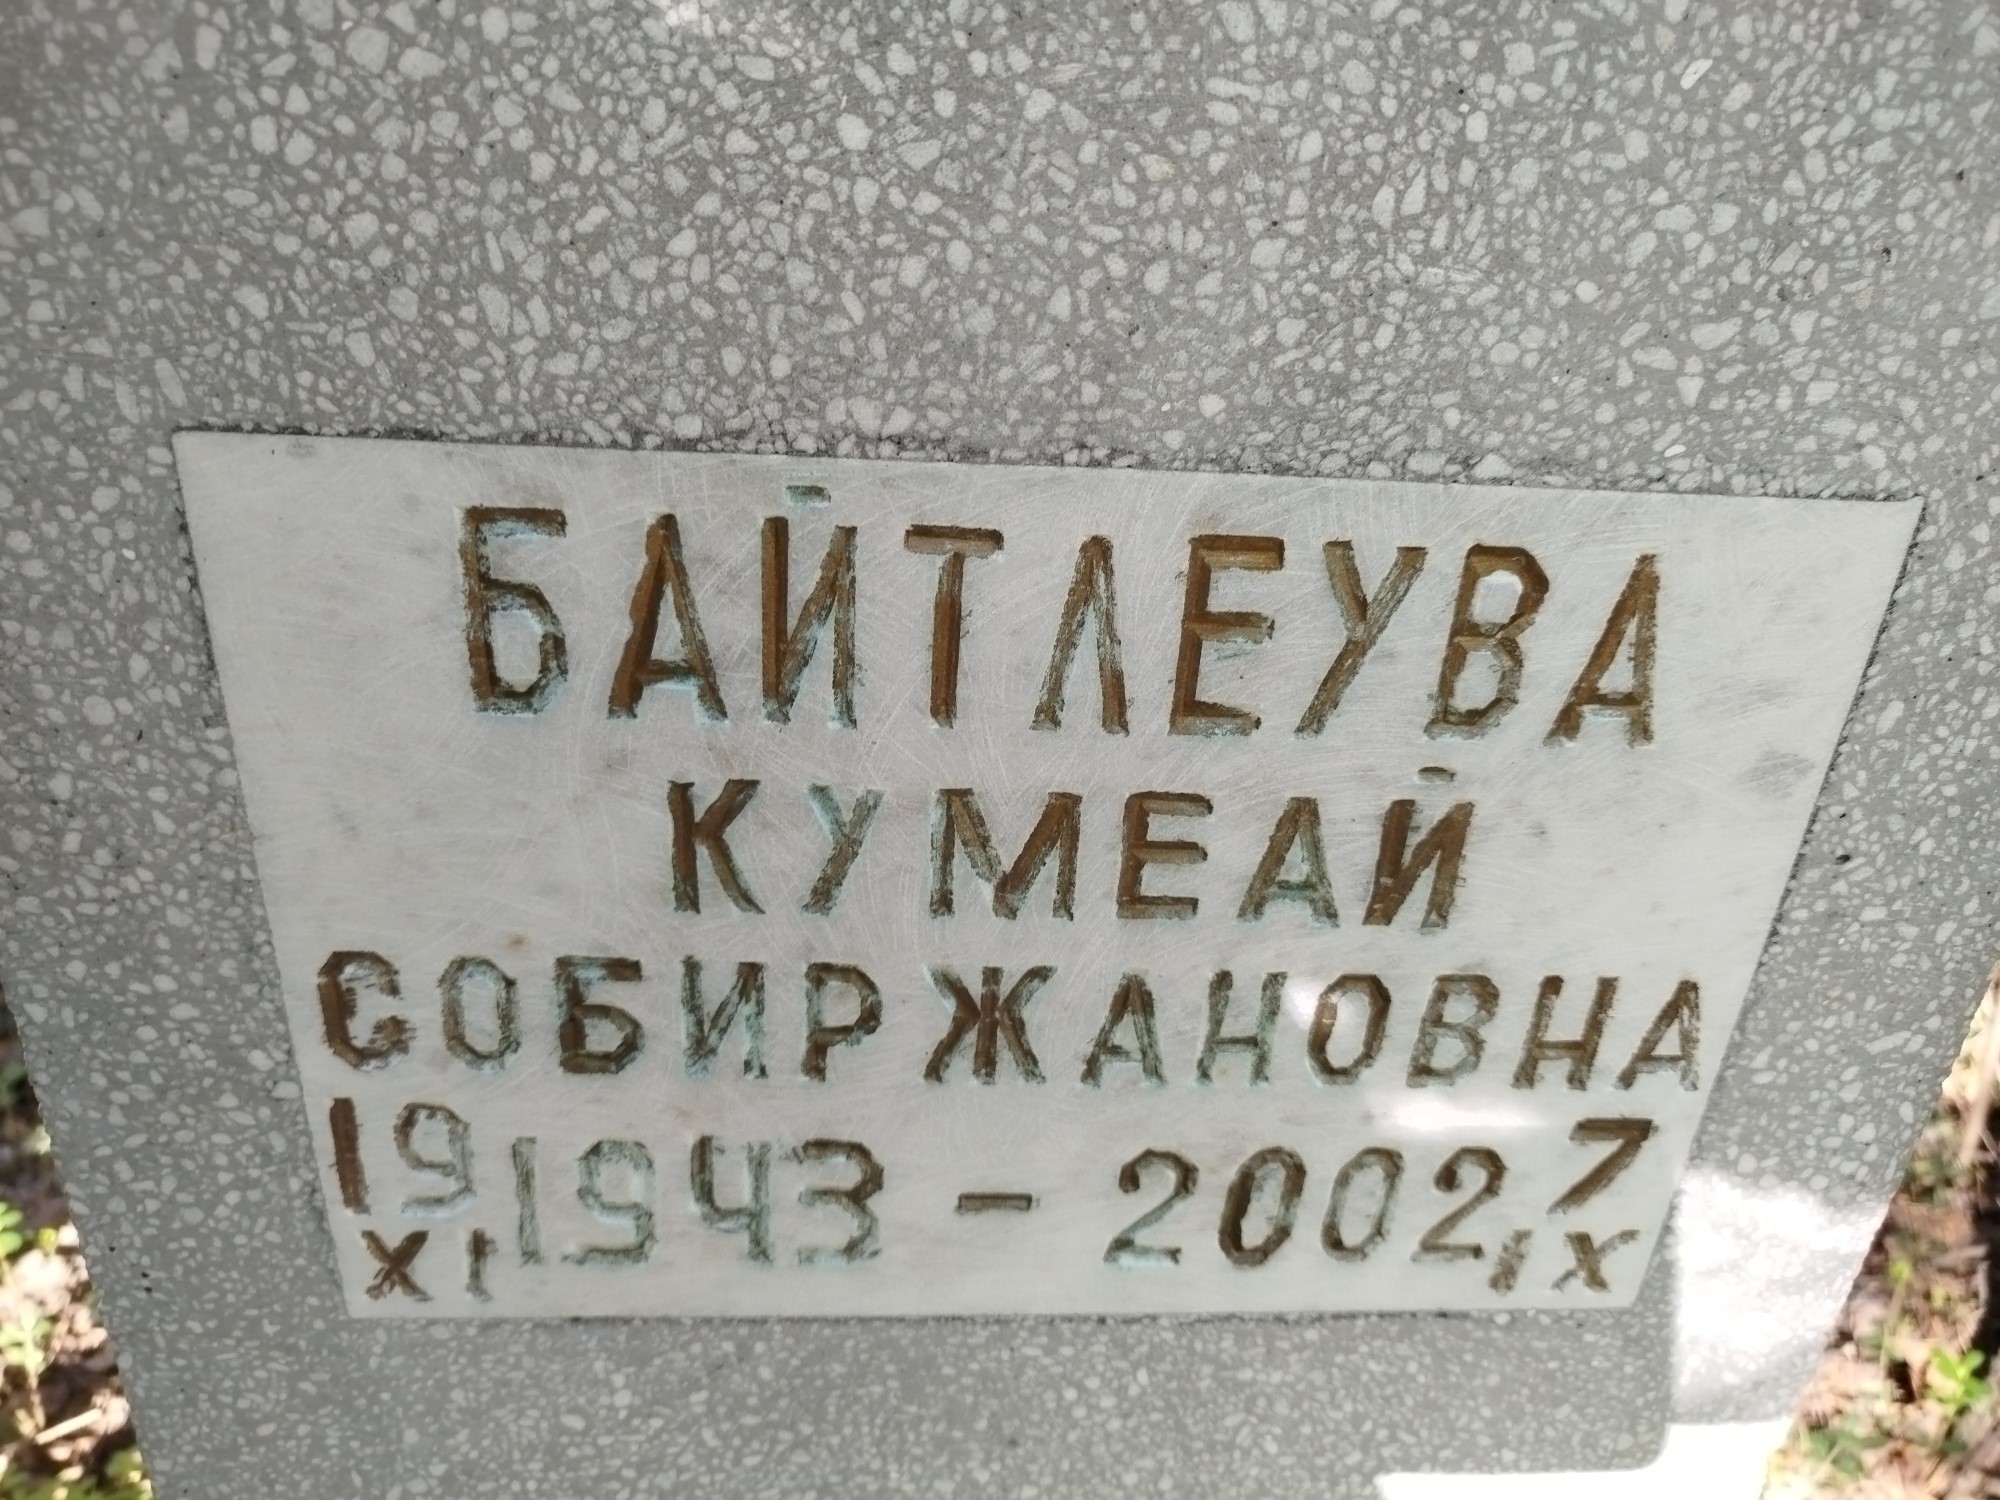 БАЙТЛЕУВА
КУМЕАЙ
СОБИРЖАНОВНА
19 1943 - 2002 7
XI IX